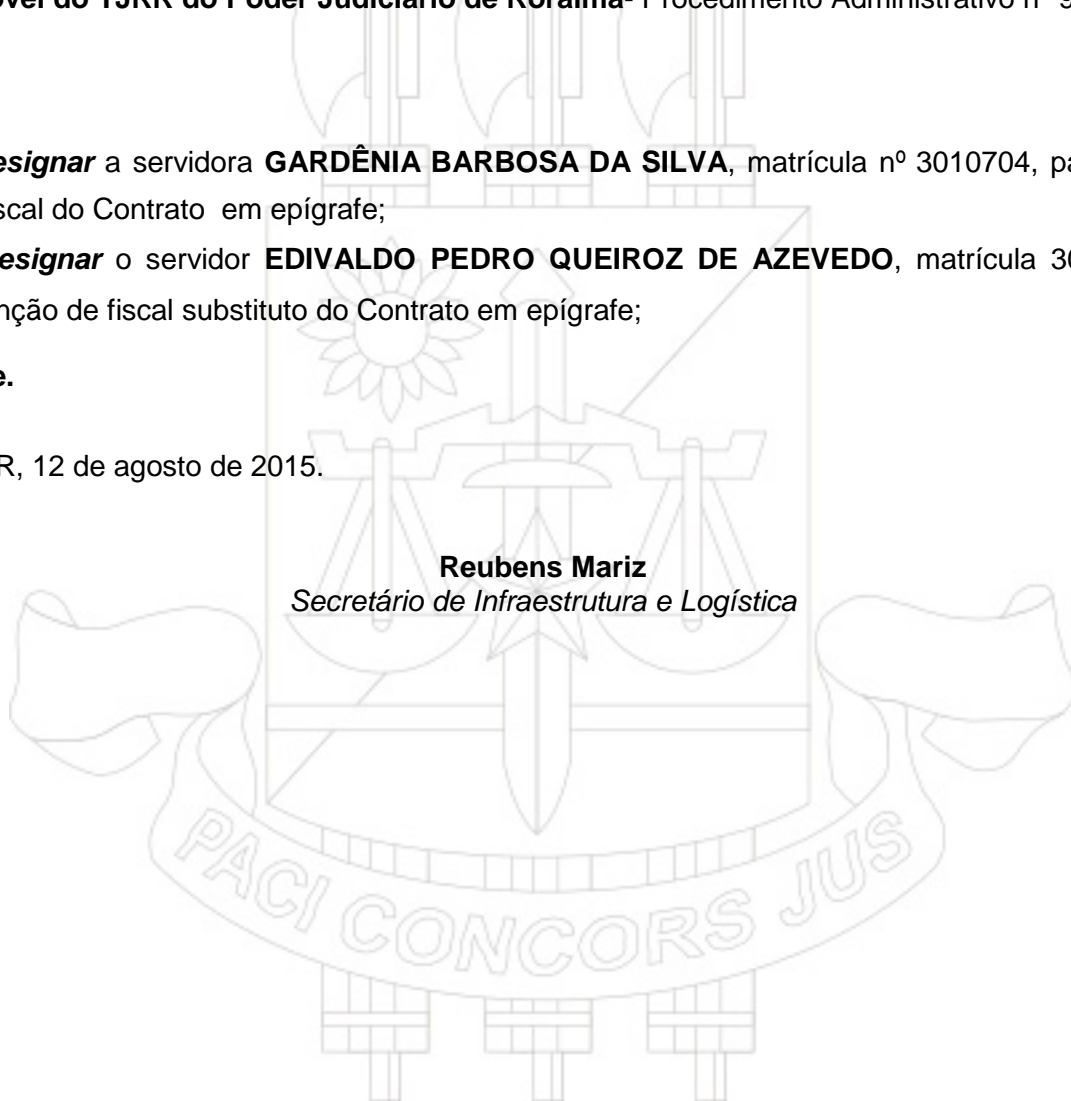 óvel do TJRR do Poder Judiciário de Roraima- Procedimento Administrativo nº 9
esignar a servidora GARDÊNIA BARBOSA DA SILVA, matrícula nº 3010704, pa
scal do Contrato em epígrafe;
esignar o servidor EDIVALDO PEDRO QUEIROZ DE AZEVEDO, matrícula 30
nção de fiscal substituto do Contrato em epígrafe;
e.
R, 12 de agosto de 2015.
Reubens Mariz
Secretário de Infraestrutura e Logística
PACI CONCORS JUS